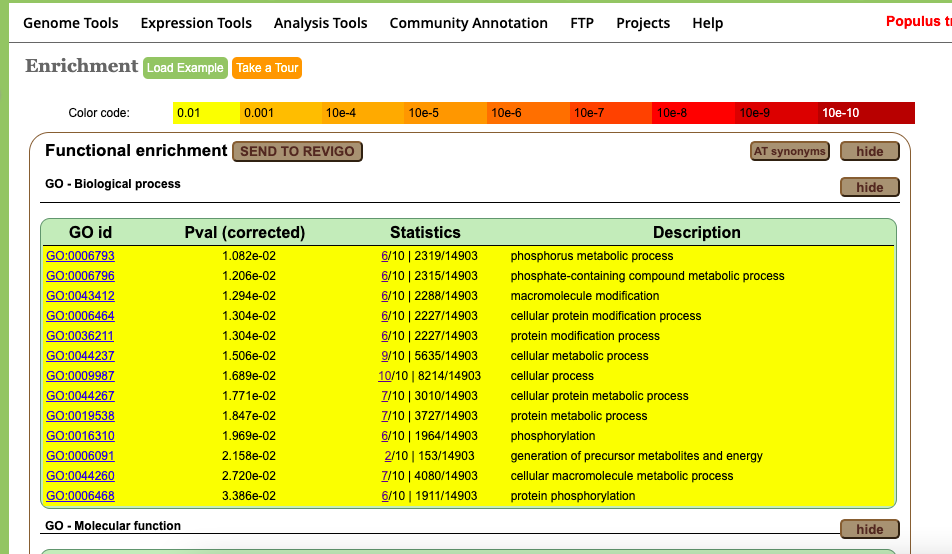 Genome Tools Expression Tools Analysis Tools Community Annotation FTP Projects Help Populus
Enrichment Load Example Take a Tour
Color code: 0.01 0.001 10e-4 10e-5 10e-6 10e-7 10e-8 10e-9 10e-10
Functional enrichment SEND TO REVIGO AT synonyms hide
GO - Biological process hide
GO id Pval (corrected) Statistics Description
GO:0006793 1.082e-02 6/10 | 2319/14903 phosphorus metabolic process
GO:0006796 1.206e-02 6/10 | 2315/14903 phosphate-containing compound metabolic process
GO:0043412 1.294e-02 6/10 | 2288/14903 macromolecule modification
GO:0006464 1.304e-02 6/10 | 2227/14903 cellular protein modification process
GO:0036211 1.304e-02 6/10 | 2227/14903 protein modification process
GO:0044237 1.506e-02 9/10 | 5635/14903 cellular metabolic process
GO:0009987 1.689e-02 10/10 | 8214/14903 cellular process
GO:0044267 1.771e-02 7/10 | 3010/14903 cellular protein metabolic process
GO:0019538 1.847e-02 7/10 | 3727/14903 protein metabolic process
GO:0016310 1.969e-02 6/10 | 1964/14903 phosphorylation
GO:0006091 2.158e-02 2/10 | 153/14903 generation of precursor metabolites and energy
GO:0044260 2.720e-02 7/10 | 4080/14903 cellular macromolecule metabolic process
GO:0006468 3.386e-02 6/10 | 1911/14903 protein phosphorylation
GO - Molecular function hide